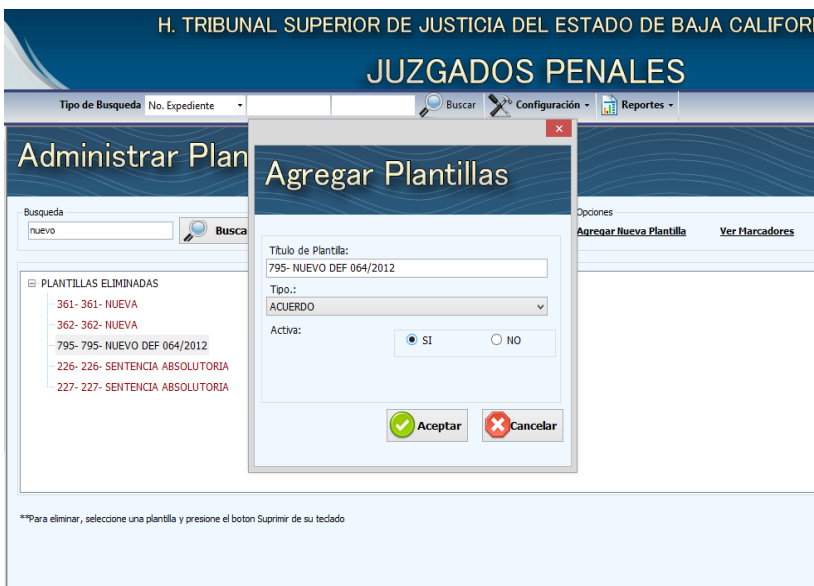 H. TRIBUNAL SUPERIOR DE JUSTICIA DEL ESTADO DE BAJA CALIFOR
JUZGADOS PENALES
Tipo de Busqueda No. Expediente Buscar Configuración Reportes
Administrar Plan
Agregar Plantillas
Busqueda
nuevo
Busca
Opciones
Agregar Nueva Plantilla Ver Marcadores
Título de Plantilla:
795- NUEVO DEF 064/2012
Tipo.:
ACUERDO
Activa:
SI NO
Aceptar Cancelar
PLANTILLAS ELIMINADAS
361- 361- NUEVA
362- 362- NUEVA
795- 795- NUEVO DEF 064/2012
226- 226- SENTENCIA ABSOLUTORIA
227- 227- SENTENCIA ABSOLUTORIA
**Para eliminar, seleccione una plantilla y presione el boton Suprimir de su teclado